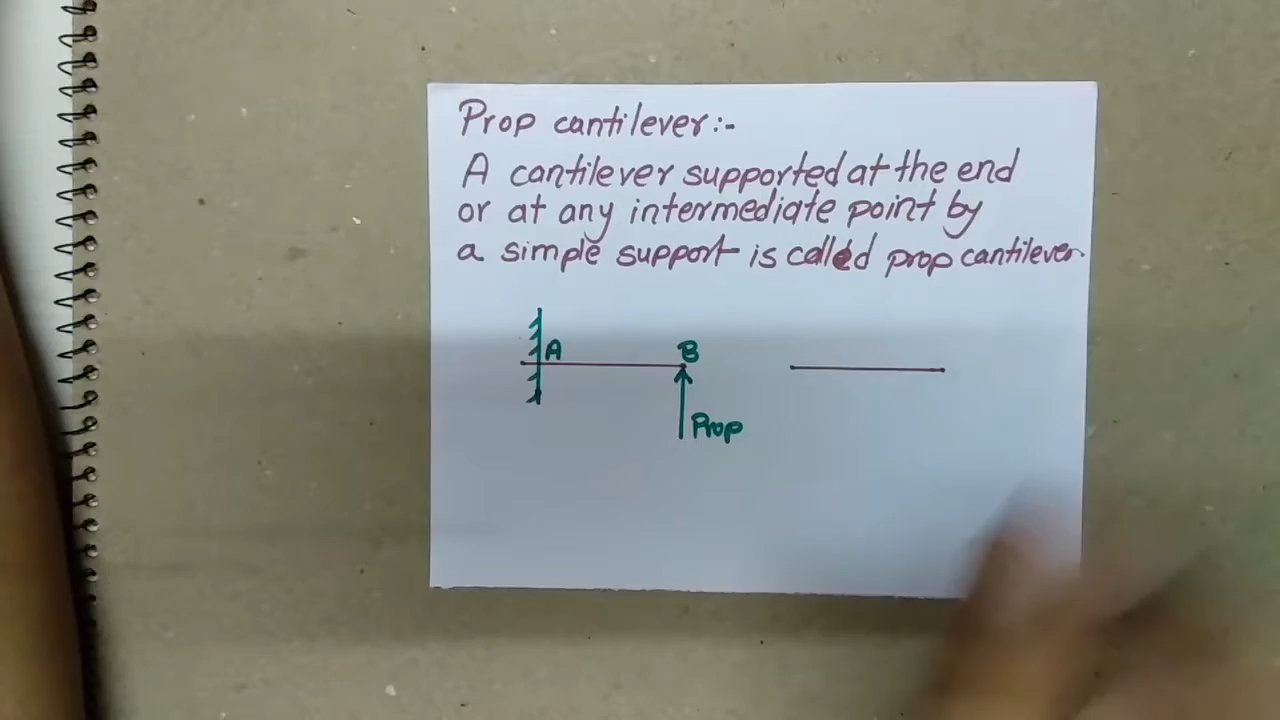 Prop cantilever:-
A cantilever supported at the end
or at any intermediate point by
a simple support is called prop cantilever.
A
B
Prop